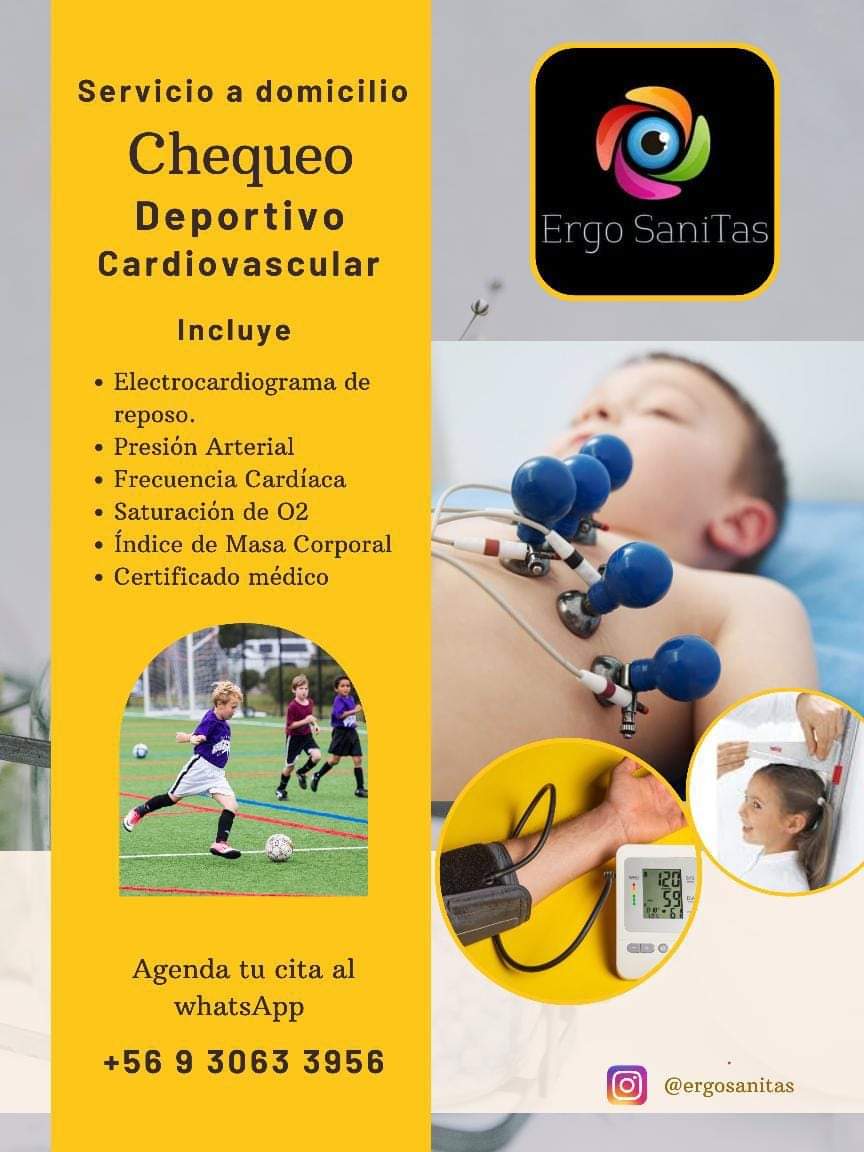 Servicio a domicilio
Chequeo
Deportivo
Cardiovascular
Incluye
• Electrocardiograma de
reposo.
• Presión Arterial
• Frecuencia Cardíaca
• Saturación de O2
• Índice de Masa Corporal
• Certificado médico
Agenda tu cita al
whatsApp
+56 9 3063 3956
Ergo SaniTas
120
59
61
@ergosanitas